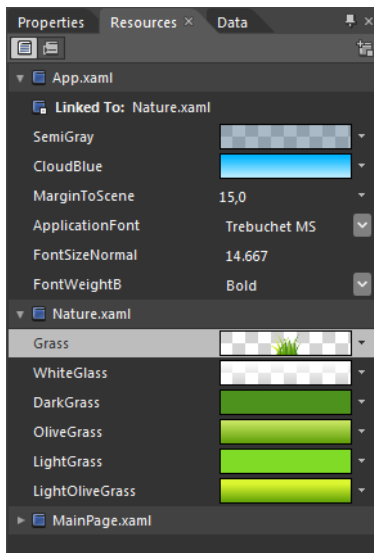 Properties Resources × Data
App.xaml
Linked To: Nature.xaml
SemiGray
CloudBlue
MarginToScene 15,0
ApplicationFont Trebuchet MS
FontSizeNormal 14.667
FontWeightB Bold
Nature.xaml
Grass
WhiteGlass
DarkGrass
OliveGrass
LightGrass
LightOliveGrass
MainPage.xaml